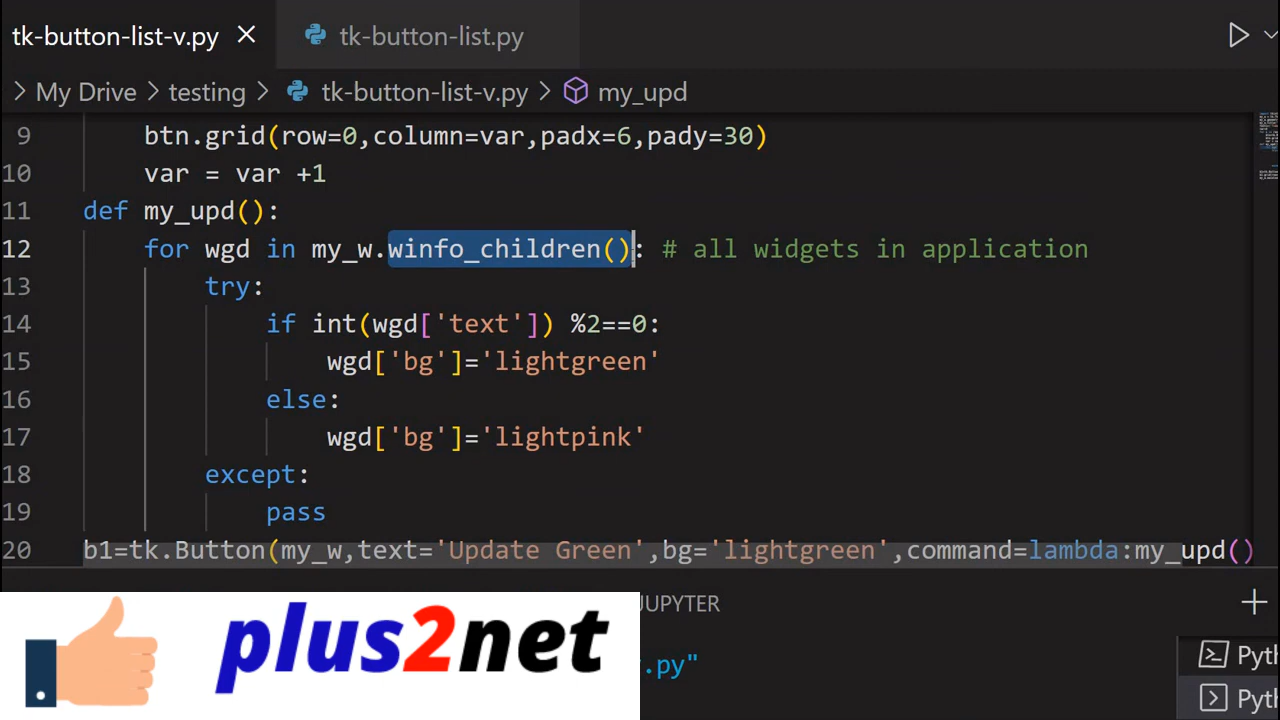 tk-button-list-v.py tk-button-list.py
My Drive testing tk-button-list-v.py my_upd
9 btn.grid(row=0,column=var,padx=6,pady=30)
10 var = var +1
11 def my_upd():
12 for wgd in my_w.winfo_children(): # all widgets in application
13 try:
14 if int(wgd['text']) %2==0:
15 wgd['bg']='lightgreen'
16 else:
17 wgd['bg']='lightpink'
18 except:
19 pass
20 b1=tk.Button(my_w,text='Update Green',bg='lightgreen',command=lambda:my_upd()
JUPYTER
.py"
Pyth
Pyth
plus2net